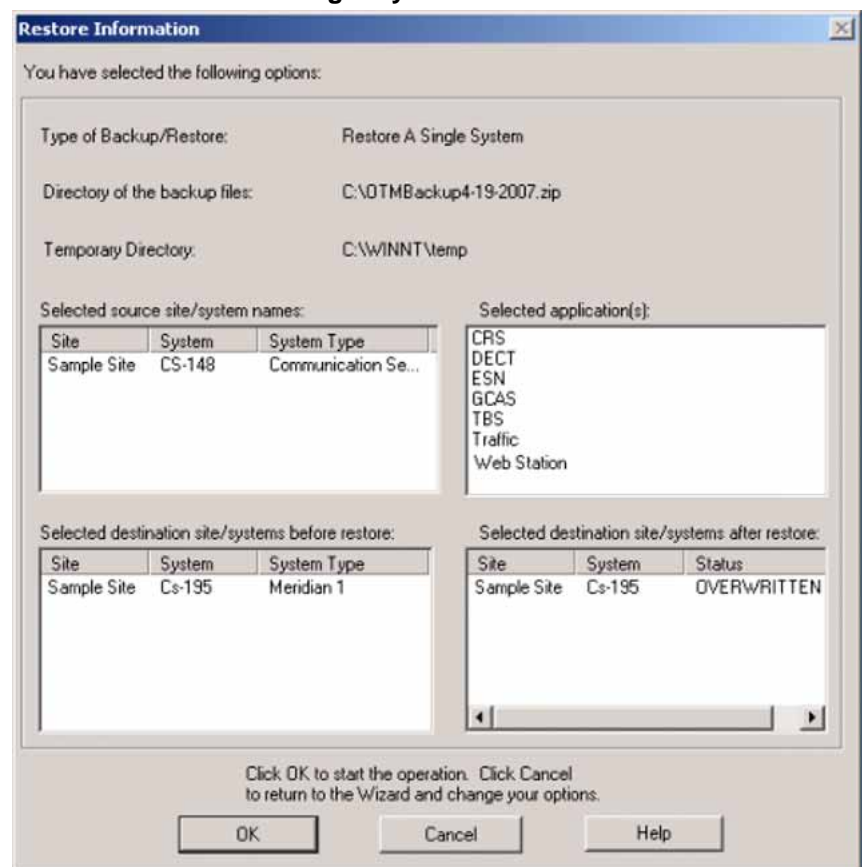 Restore Information
You have selected the following options:
Type of Backup/Restore: Restore A Single System
Directory of the backup files: C:\OTMBackup4-19-2007.zip
Temporary Directory: C:\WINNT\temp
Selected source site/system names:
Site System System Type
Sample Site CS-148 Communication Se...
Selected application(s):
CRS
DECT
ESN
GCAS
TBS
Traffic
Web Station
Selected destination site/systems before restore:
Site System System Type
Sample Site Cs-195 Meridian 1
Selected destination site/systems after restore:
Site System Status
Sample Site Cs-195 OVERWRITTEN
Click OK to start the operation. Click Cancel
to return to the Wizard and change your options.
OK Cancel Help